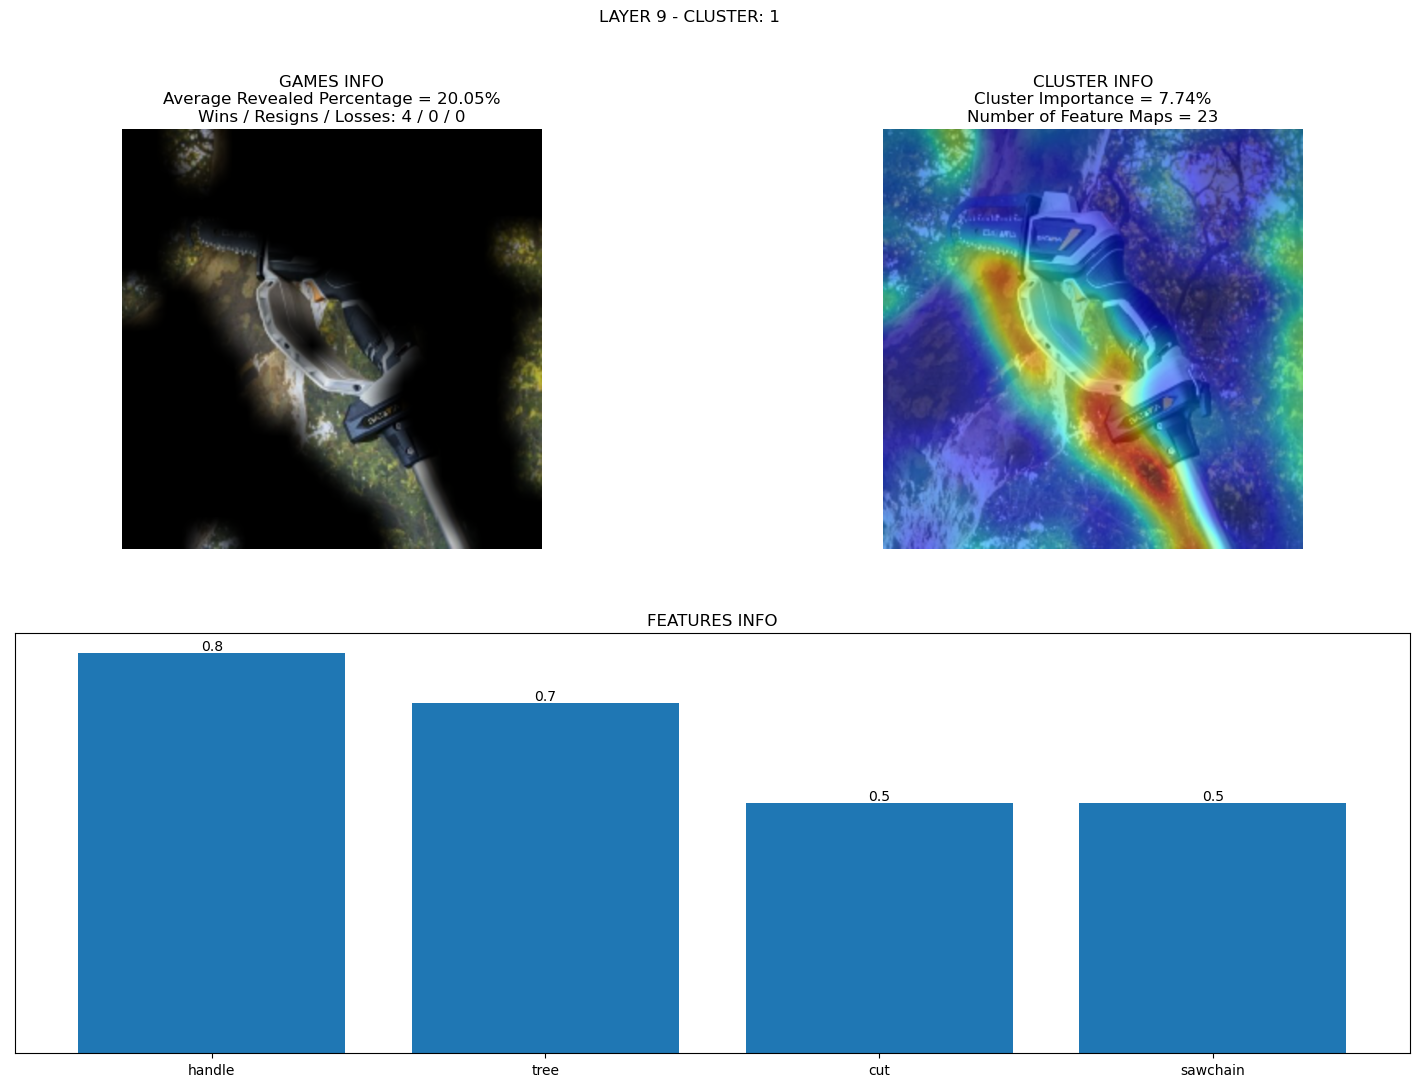 LAYER 9 - CLUSTER: 1
GAMES INFO
Average Revealed Percentage = 20.05%
Wins / Resigns / Losses: 4 / 0 / 0
CLUSTER INFO
Cluster Importance = 7.74%
Number of Feature Maps = 23
FEATURES INFO
0.8
0.7
0.5
0.5
handle
tree
cut
sawchain